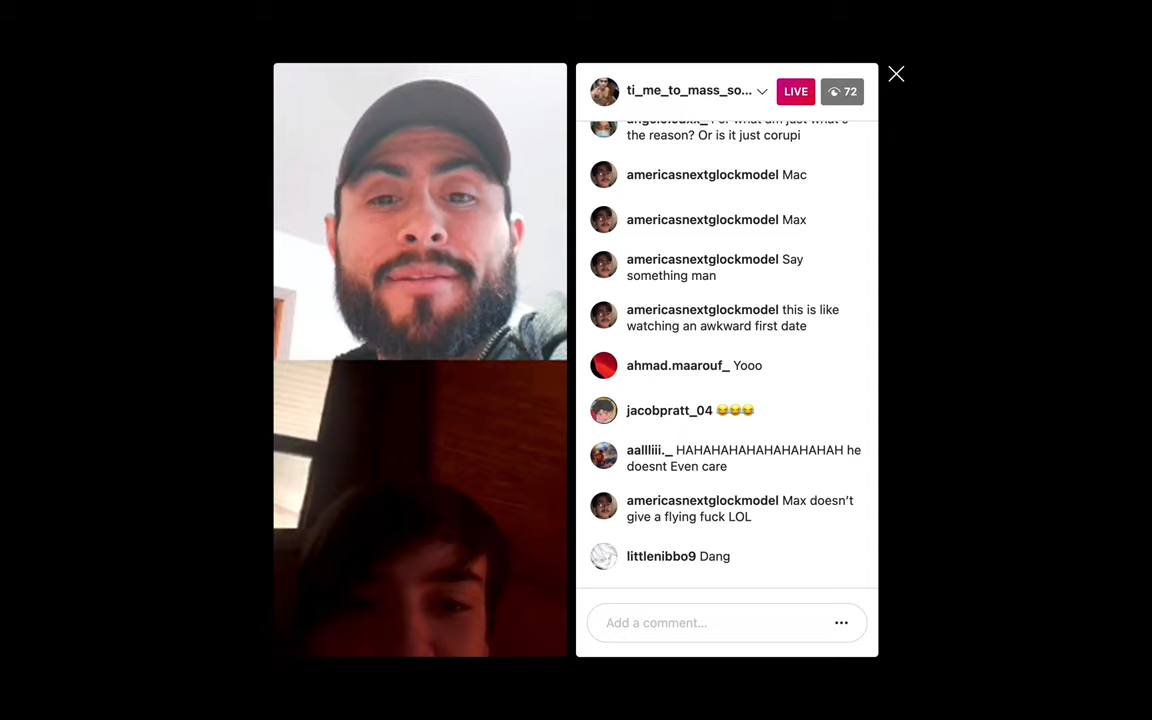 ti_me_to_mass_so...
LIVE
72
the reason? Or is it just corupi
americasnextglockmodel Mac
americasnextglockmodel Max
americasnextglockmodel Say
something man
americasnextglockmodel this is like
watching an awkward first date
ahmad.maarouf_ Yooo
jacobpratt_04 😂😂😂
aallliii._ HAHAHAHAHAHAHAHAHAH he
doesnt Even care
americasnextglockmodel Max doesn’t
give a flying fuck LOL
littlenibbo9 Dang
Add a comment...